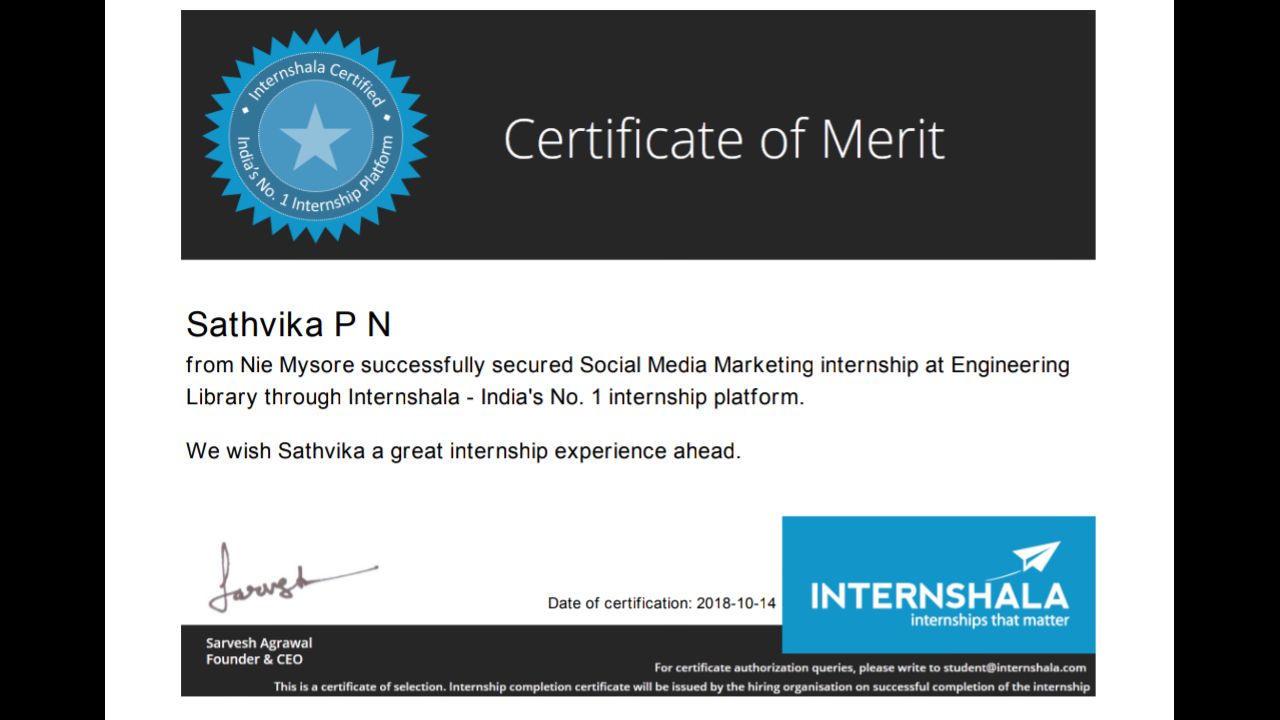 Internshala Certified
India's No. 1 Internship Platform
Certificate of Merit
Sathvika P N
from Nie Mysore successfully secured Social Media Marketing internship at Engineering
Library through Internshala - India's No. 1 internship platform.
We wish Sathvika a great internship experience ahead.
Sarvesh
Date of certification: 2018-10-14
INTERNSHALA
internships that matter
Sarvesh Agrawal
Founder & CEO
For certificate authorization queries, please write to student@internshala.com
This is a certificate of selection. Internship completion certificate will be issued by the hiring organisation on successful completion of the internship